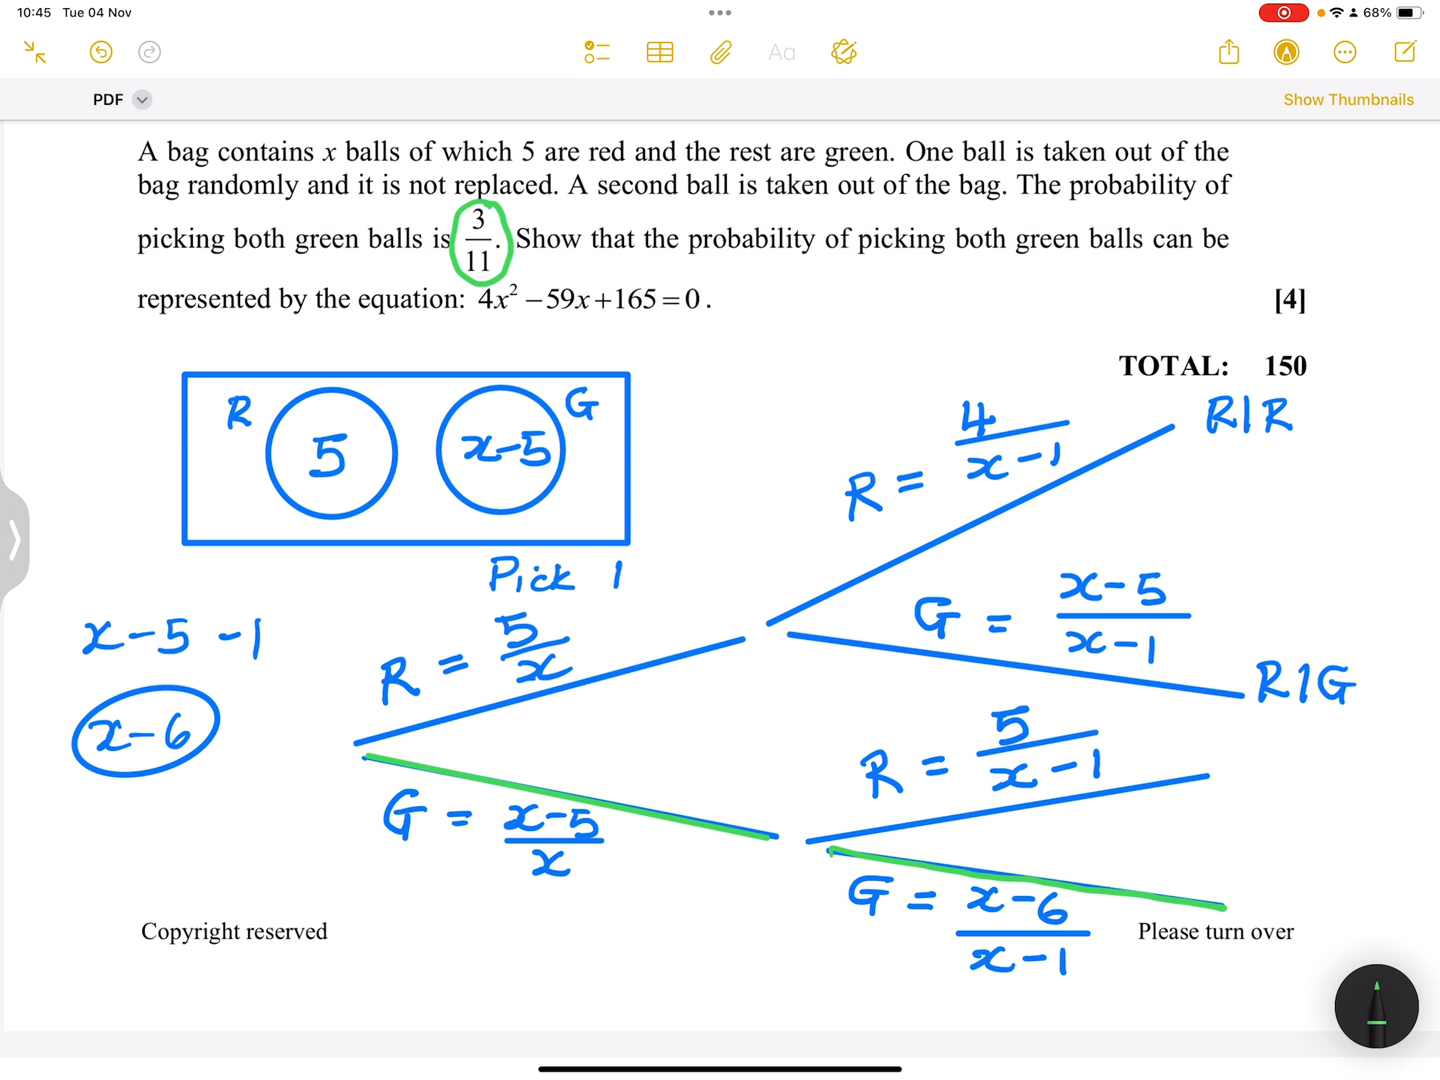 10:45 Tue 04 Nov
68%
Aa
PDF
Show Thumbnails
A bag contains x balls of which 5 are red and the rest are green. One ball is taken out of the
bag randomly and it is not replaced. A second ball is taken out of the bag. The probability of
picking both green balls is 3/11. Show that the probability of picking both green balls can be
represented by the equation: 4x² − 59x + 165 = 0. [4]
TOTAL: 150
R 5 x-5 G
R = 4/(x-1)
R|R
Pick 1
G = (x-5)/(x-1)
R|G
x-5-1
R = 5/x
x-6
R = 5/(x-1)
G = (x-5)/x
G = (x-6)/(x-1)
Copyright reserved
Please turn over